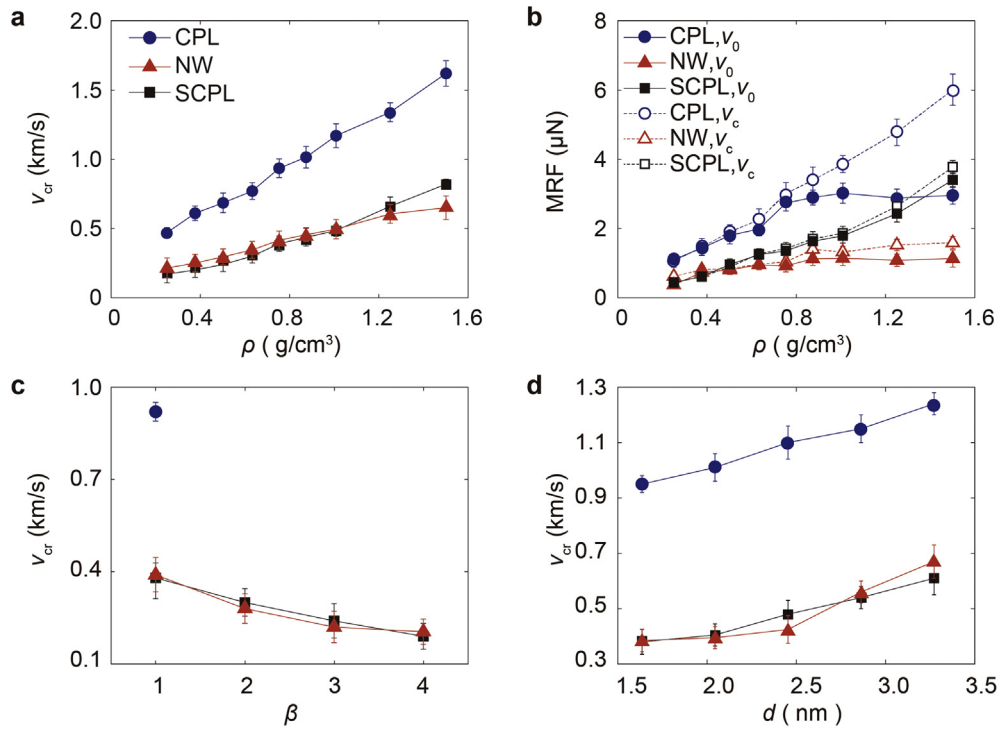 a
2.0
1.5
1.0
0.5
0
CPL
NW
SCPL
v_cr (km/s)
0 0.4 0.8 1.2 1.6
ρ ( g/cm³)
b
8
6
4
2
0
CPL,v₀
NW,v₀
SCPL,v₀
CPL,v_c
NW,v_c
SCPL,v_c
MRF (μN)
0 0.4 0.8 1.2 1.6
ρ ( g/cm³)
c
1.0
0.7
0.4
0.1
v_cr (km/s)
1 2 3 4
β
d
1.3
1.1
0.9
0.7
0.5
0.3
v_cr (km/s)
1.5 2.0 2.5 3.0 3.5
d ( nm )